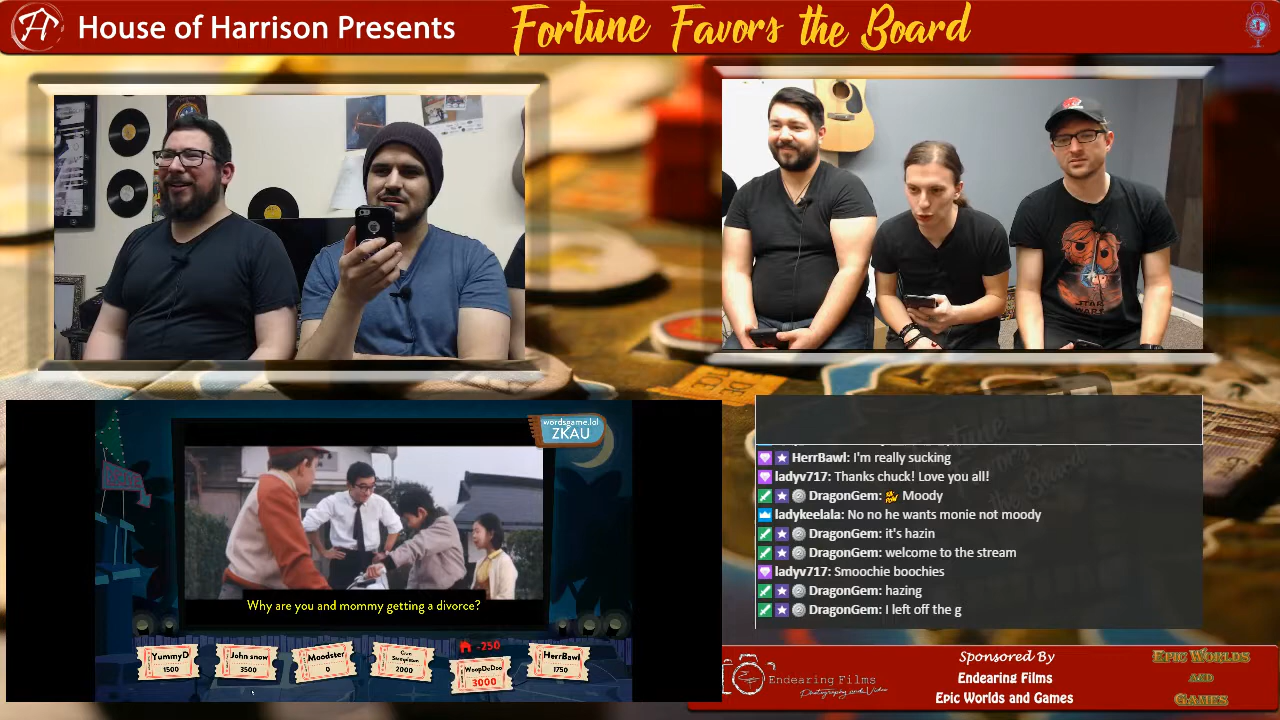 House of Harrison Presents
Fortune Favors the Board
STAR
WARS
wordsgame.lol
ZKAU
Why are you and mommy getting a divorce?
YummyD
1500
John snow
3500
Moodster
0
2000
-250
WoopDeDoo
3000
HerrBawl
1750
HerrBawl: I'm really sucking
ladyv717: Thanks chuck! Love you all!
DragonGem: Moody
ladykeelala: No no he wants monie not moody
DragonGem: it's hazin
DragonGem: welcome to the stream
ladyv717: Smoochie boochies
DragonGem: hazing
DragonGem: I left off the g
Endearing Films
Photography and Video
Sponsored By
Endearing Films
Epic Worlds and Games
Epic Worlds
and
Games